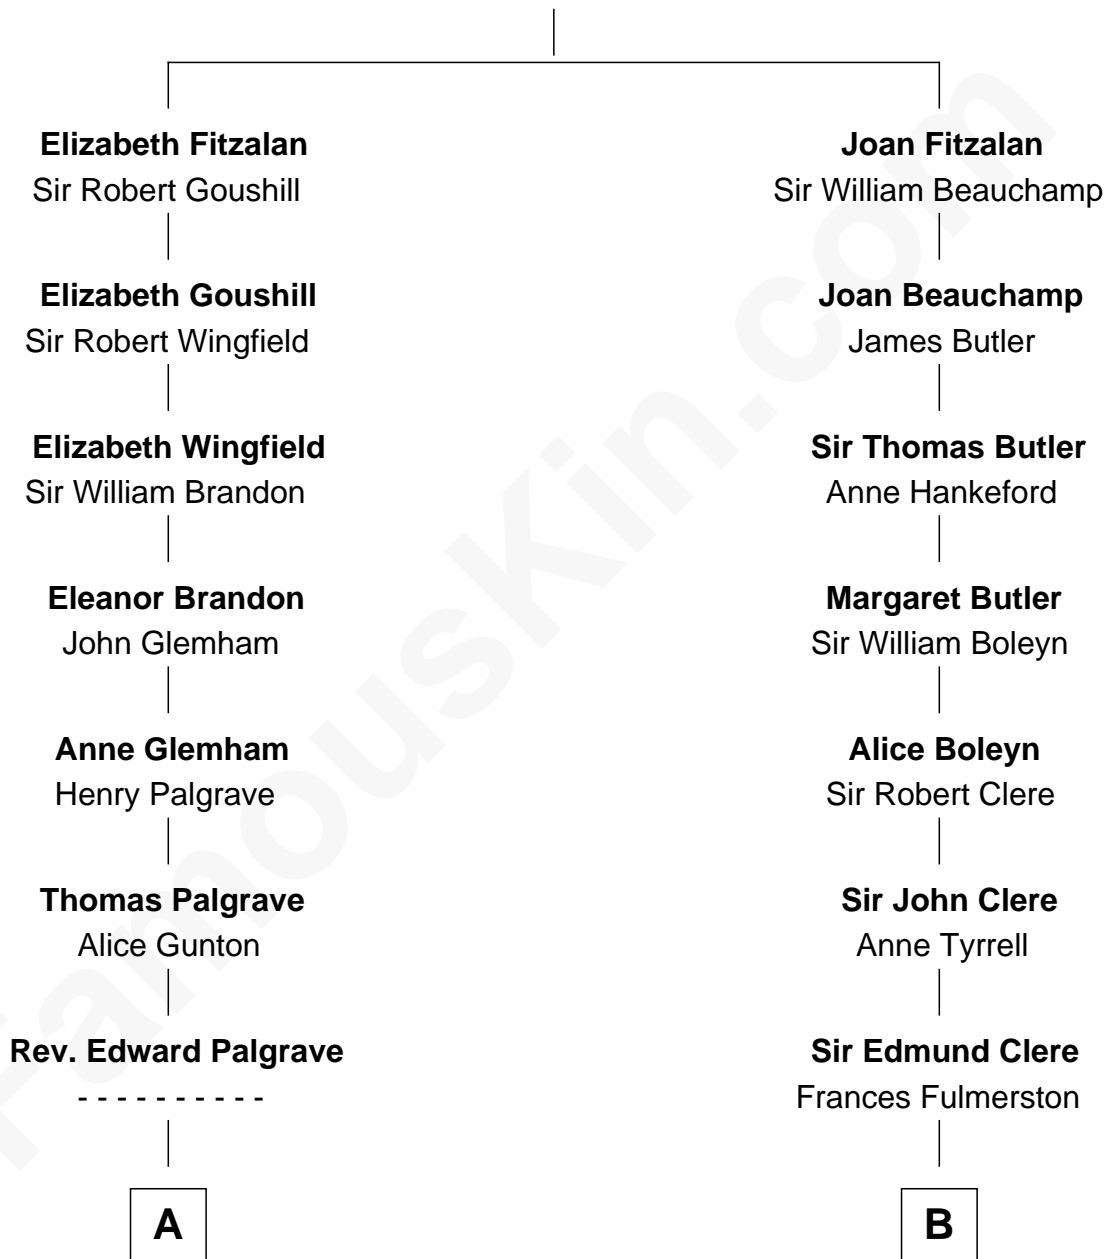 Elizabeth Fitzalan
Sir Robert Goushill
Elizabeth Goushill
Sir Robert Wingfield
Elizabeth Wingfield
Sir William Brandon
Eleanor Brandon
John Glemham
Anne Glemham
Henry Palgrave
Thomas Palgrave
Alice Gunton
Rev. Edward Palgrave
- - - - - - - - - -
A
Joan Fitzalan
Sir William Beauchamp
Joan Beauchamp
James Butler
Sir Thomas Butler
Anne Hankeford
Margaret Butler
Sir William Boleyn
Alice Boleyn
Sir Robert Clere
Sir John Clere
Anne Tyrrell
Sir Edmund Clere
Frances Fulmerston
B
FamousKin.com